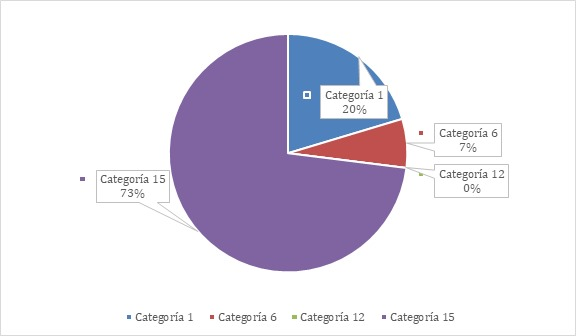 Categoría 1
20%
Categoría 6
7%
Categoría 12
0%
Categoría 15
73%
Categoría 1 Categoría 6 Categoría 12 Categoría 15